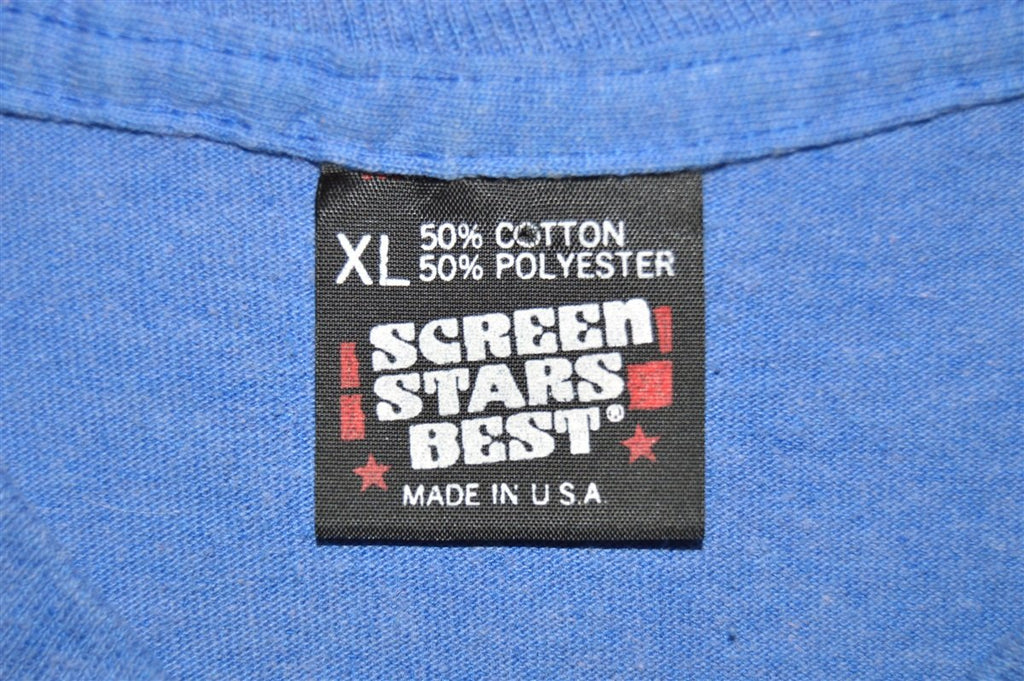 XL 50% COTTON
50% POLYESTER
SCREEN
STARS
BEST®
MADE IN U.S.A.